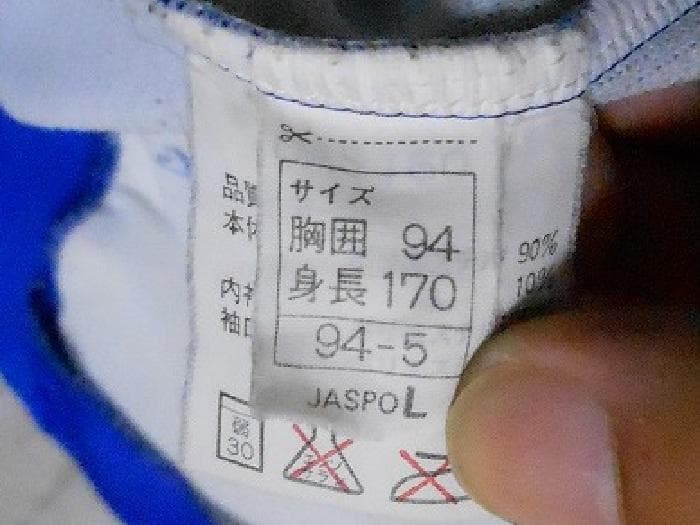 サイズ
胸囲 94
身長 170
94-5
JASPO L
品質
本体
90%
10%
内
袖口
30